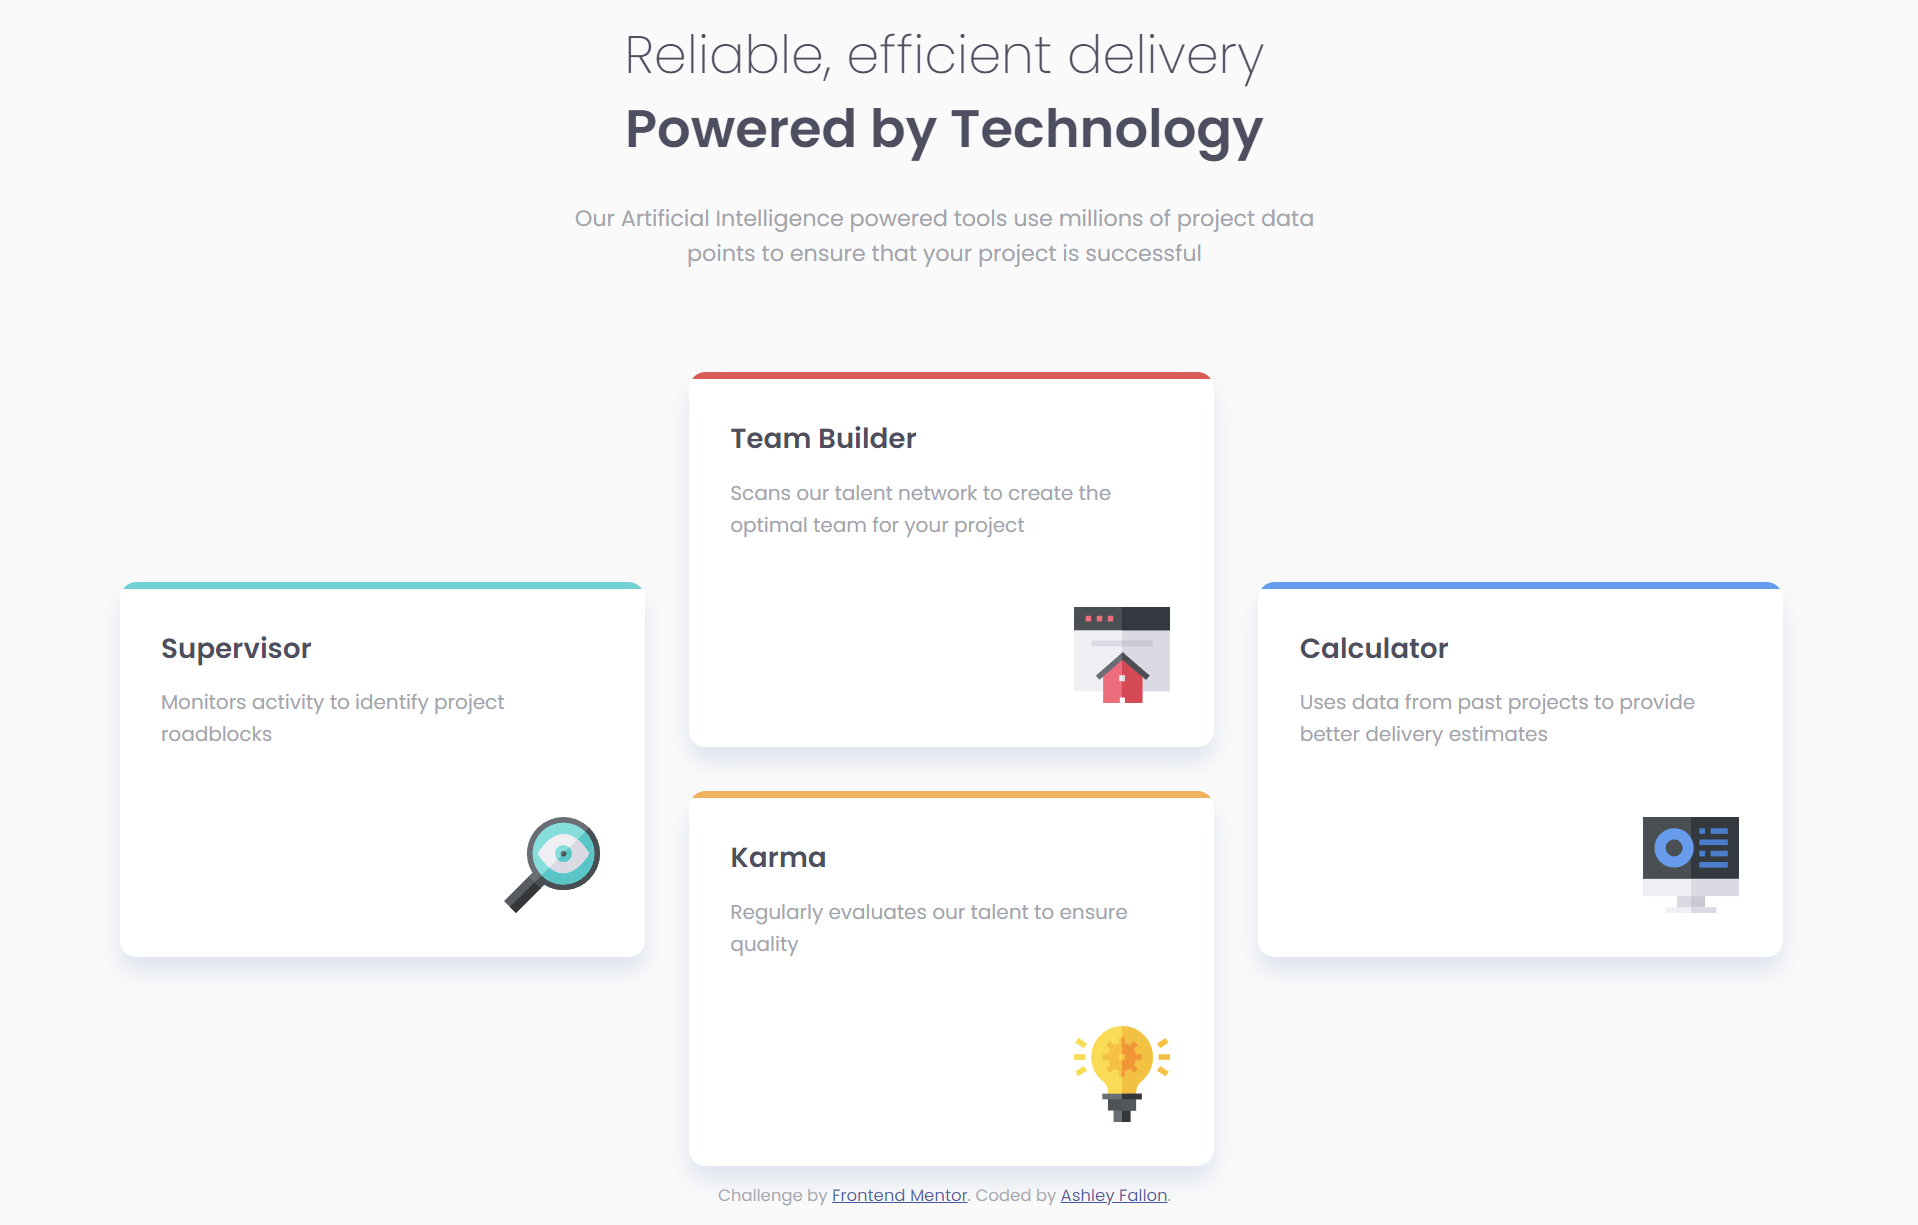 Reliable, efficient delivery
Powered by Technology
Our Artificial Intelligence powered tools use millions of project data
points to ensure that your project is successful
Team Builder
Scans our talent network to create the
optimal team for your project
Supervisor
Monitors activity to identify project
roadblocks
Calculator
Uses data from past projects to provide
better delivery estimates
Karma
Regularly evaluates our talent to ensure
quality
Challenge by Frontend Mentor. Coded by Ashley Fallon.